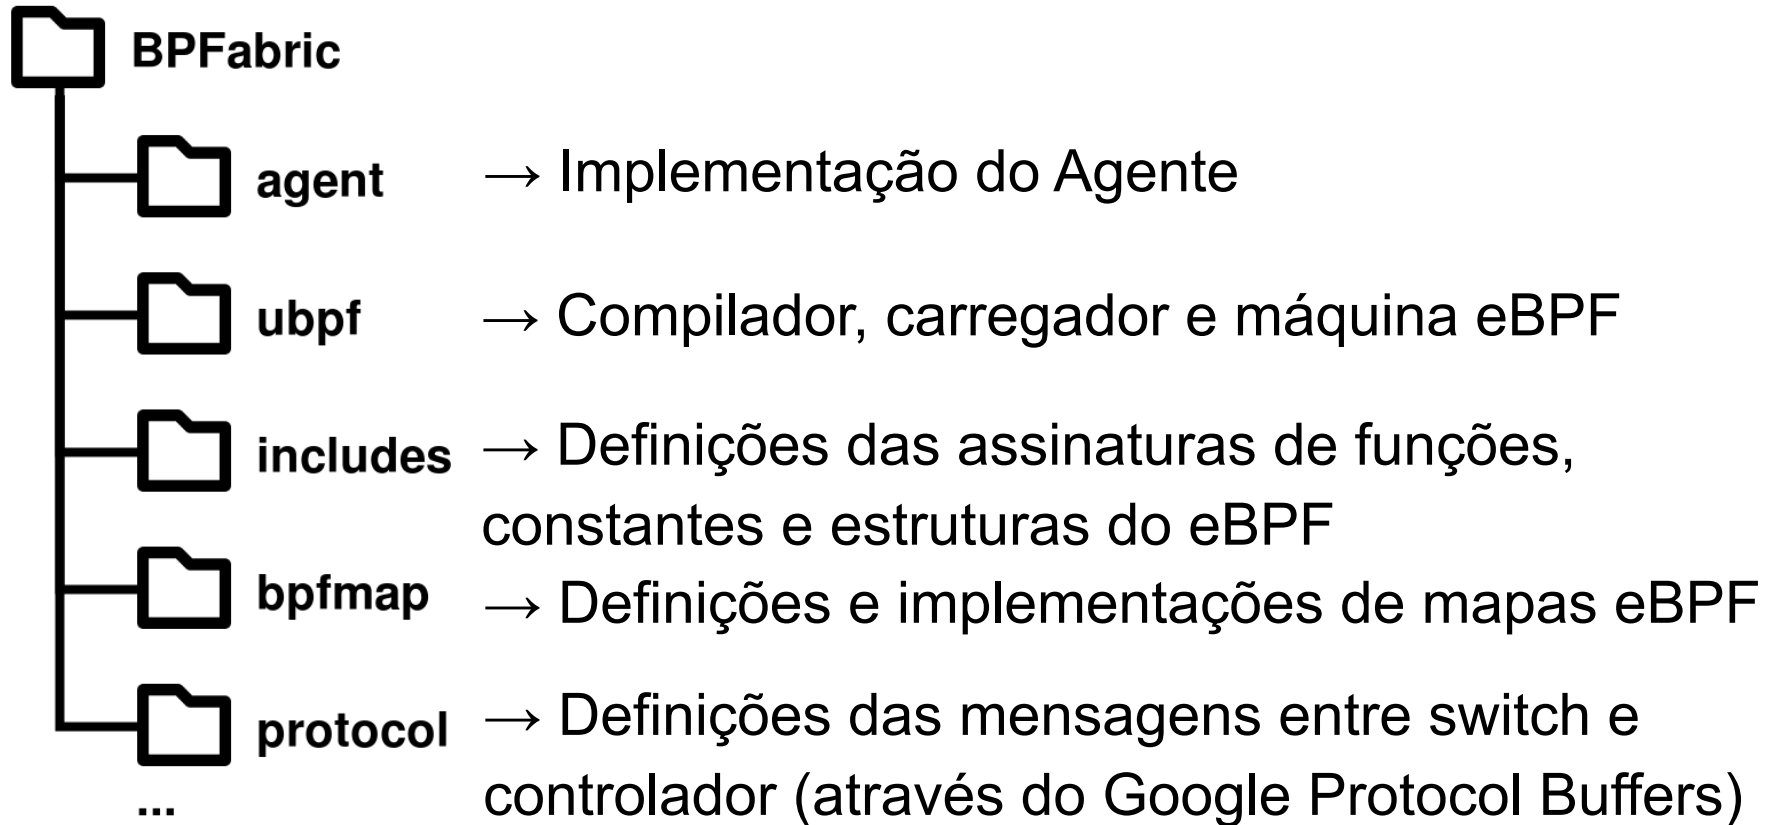 BPFabric
agent → Implementação do Agente
ubpf → Compilador, carregador e máquina eBPF
includes → Definições das assinaturas de funções,
constantes e estruturas do eBPF
bpfmap → Definições e implementações de mapas eBPF
protocol → Definições das mensagens entre switch e
controlador (através do Google Protocol Buffers)
...